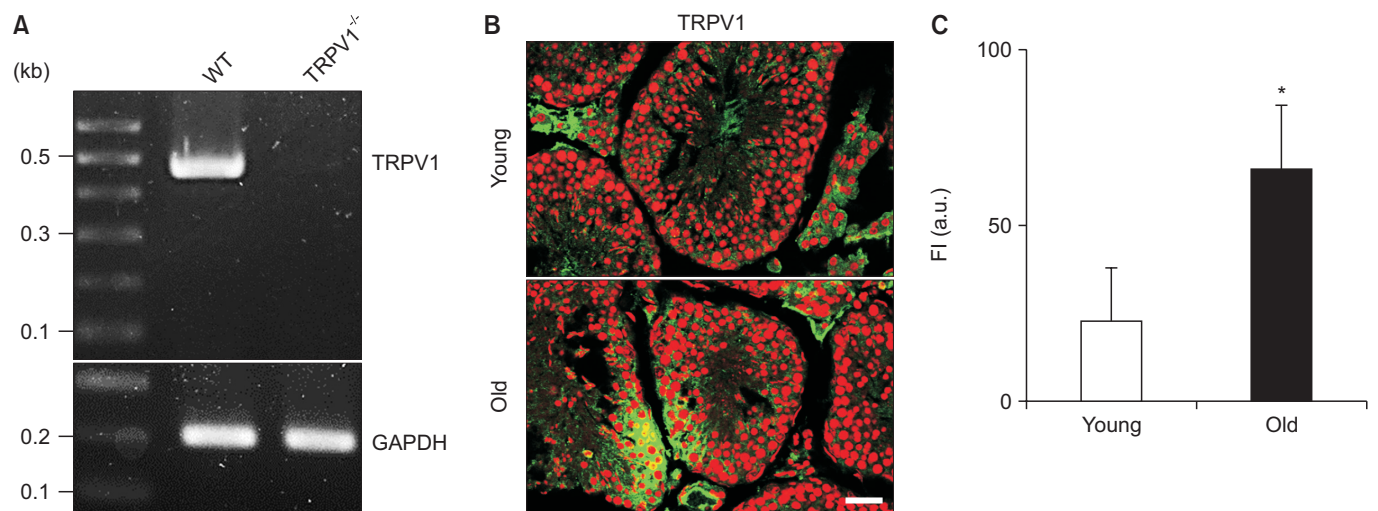 A
(kb)
WT
TRPV1-/-
0.5
TRPV1
0.3
0.1
0.2
GAPDH
0.1
B
TRPV1
Young
Old
C
100
50
0
FI (a.u.)
*
Young
Old